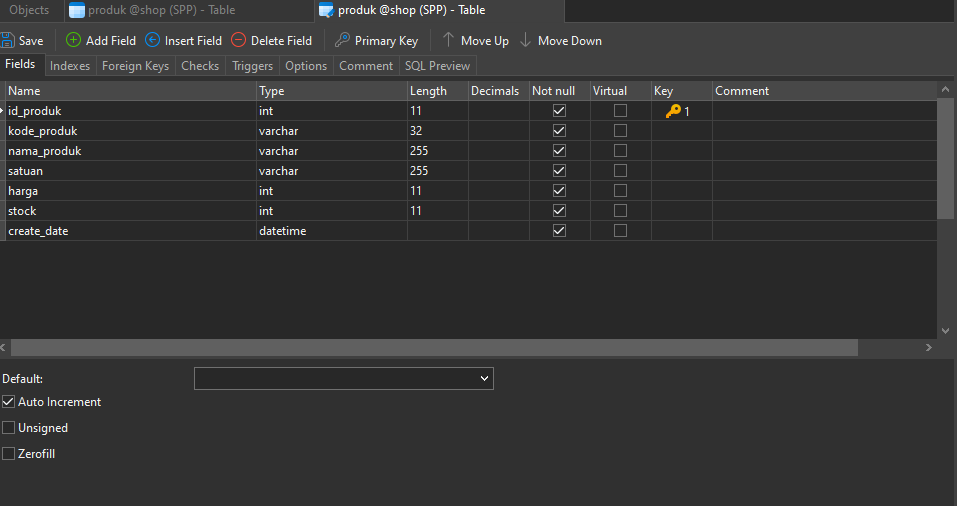 Objects produk @shop (SPP) - Table produk @shop (SPP) - Table
Save Add Field Insert Field Delete Field Primary Key Move Up Move Down
Fields Indexes Foreign Keys Checks Triggers Options Comment SQL Preview
Name Type Length Decimals Not null Virtual Key Comment
id_produk int 11 1
kode_produk varchar 32
nama_produk varchar 255
satuan varchar 255
harga int 11
stock int 11
create_date datetime
Default:
Auto Increment
Unsigned
Zerofill